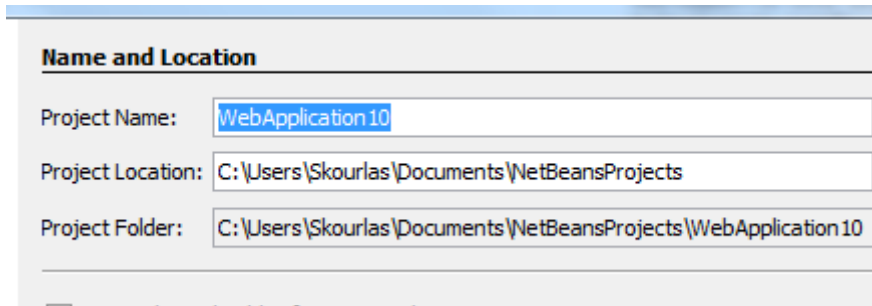 Name and Location
Project Name: WebApplication10
Project Location: C:\Users\Skourlas\Documents\NetBeansProjects
Project Folder: C:\Users\Skourlas\Documents\NetBeansProjects\WebApplication10